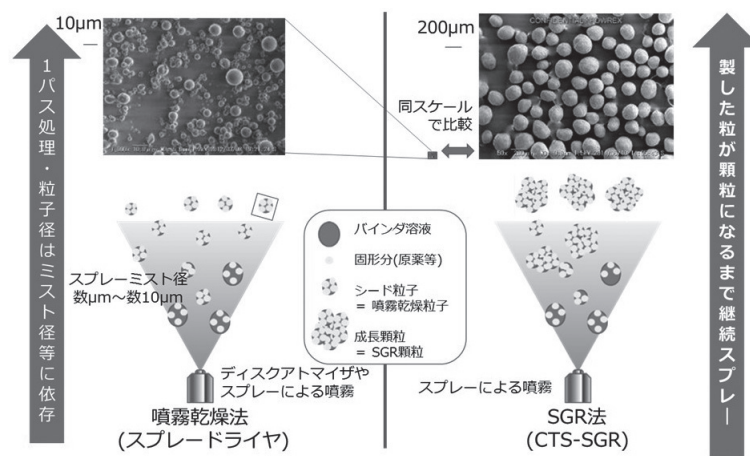 10μm
1パス処理・粒子径はミスト径等に依存
スプレーミスト径
数μm～数10μm
ディスクアトマイザや
スプレーによる噴霧
噴霧乾燥法
(スプレードライヤ)
バインダ溶液
固形分(原薬等)
シード粒子
= 噴霧乾燥粒子
成長顆粒
= SGR顆粒
200μm
同スケール
で比較
スプレーによる噴霧
SGR法
(CTS-SGR)
製した粒が顆粒になるまで継続スプレー